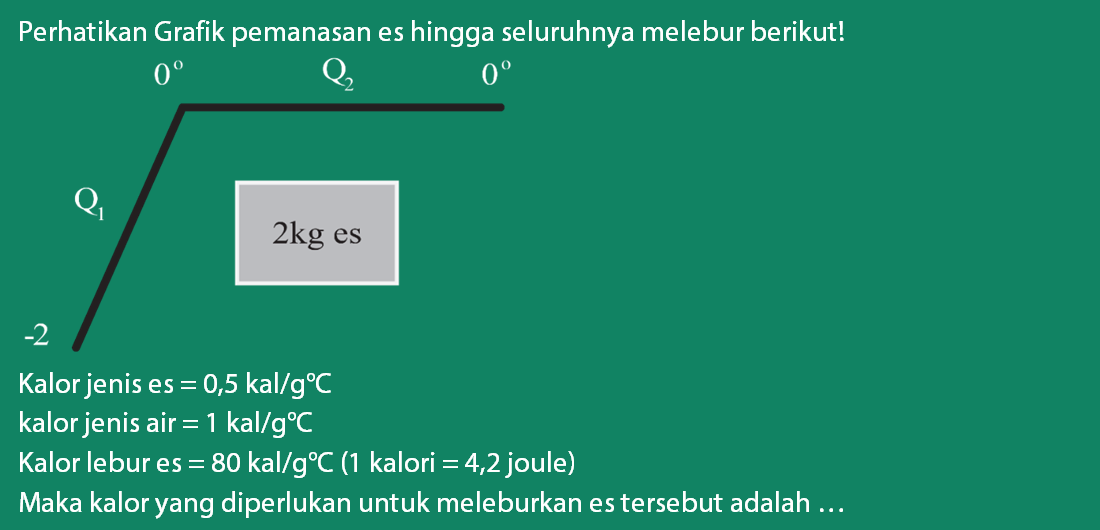 Perhatikan Grafik pemanasan es hingga seluruhnya melebur berikut!
0° Q₂ 0°
Q₁
2kg es
-2
Kalor jenis es = 0,5 kal/g°C
kalor jenis air = 1 kal/g°C
Kalor lebur es = 80 kal/g°C (1 kalori = 4,2 joule)
Maka kalor yang diperlukan untuk meleburkan es tersebut adalah ...